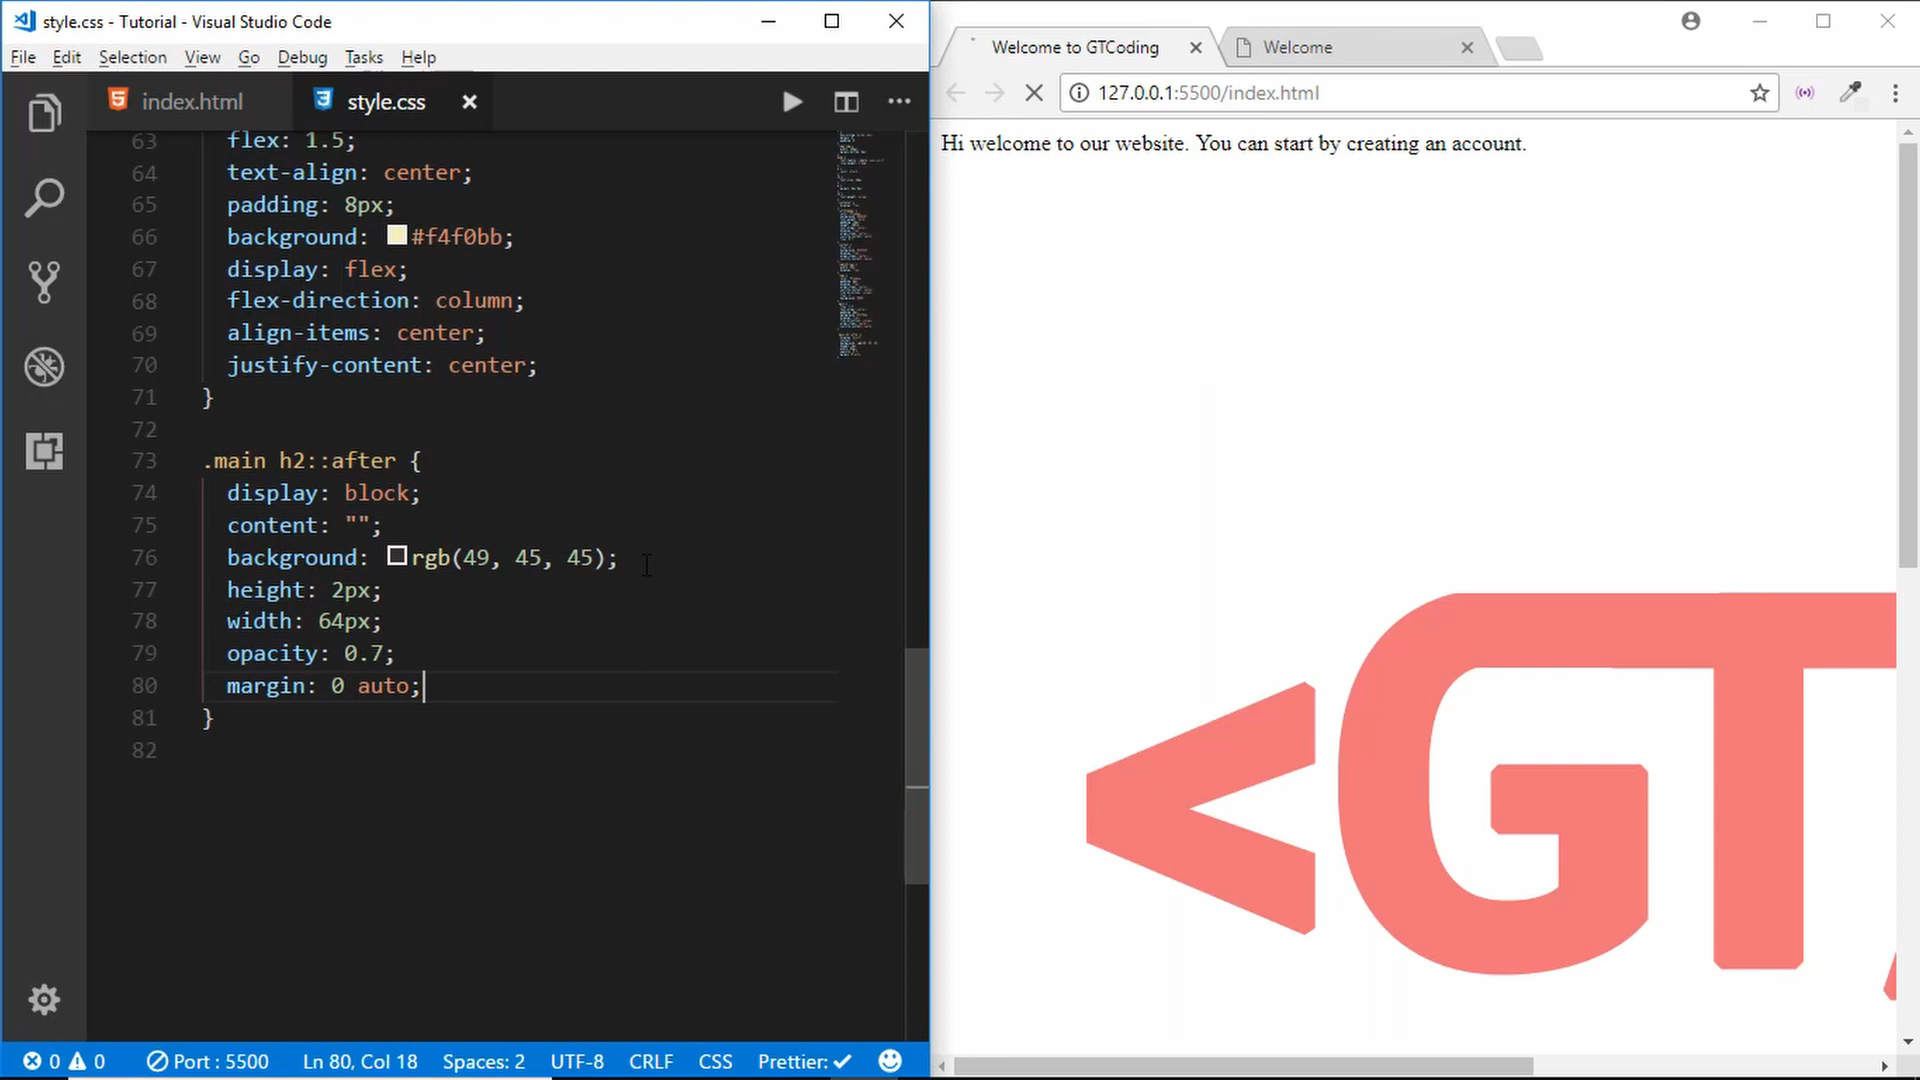 style.css - Tutorial - Visual Studio Code
File Edit Selection View Go Debug Tasks Help
index.html style.css
63 flex: 1.5;
64 text-align: center;
65 padding: 8px;
66 background: #f4f0bb;
67 display: flex;
68 flex-direction: column;
69 align-items: center;
70 justify-content: center;
71 }
72
73 .main h2::after {
74 display: block;
75 content: "";
76 background: rgb(49, 45, 45);
77 height: 2px;
78 width: 64px;
79 opacity: 0.7;
80 margin: 0 auto;
81 }
82
0 0 Port : 5500 Ln 80, Col 18 Spaces: 2 UTF-8 CRLF CSS Prettier: ✓
Welcome to GTCoding Welcome
127.0.0.1:5500/index.html
Hi welcome to our website. You can start by creating an account.
<GT